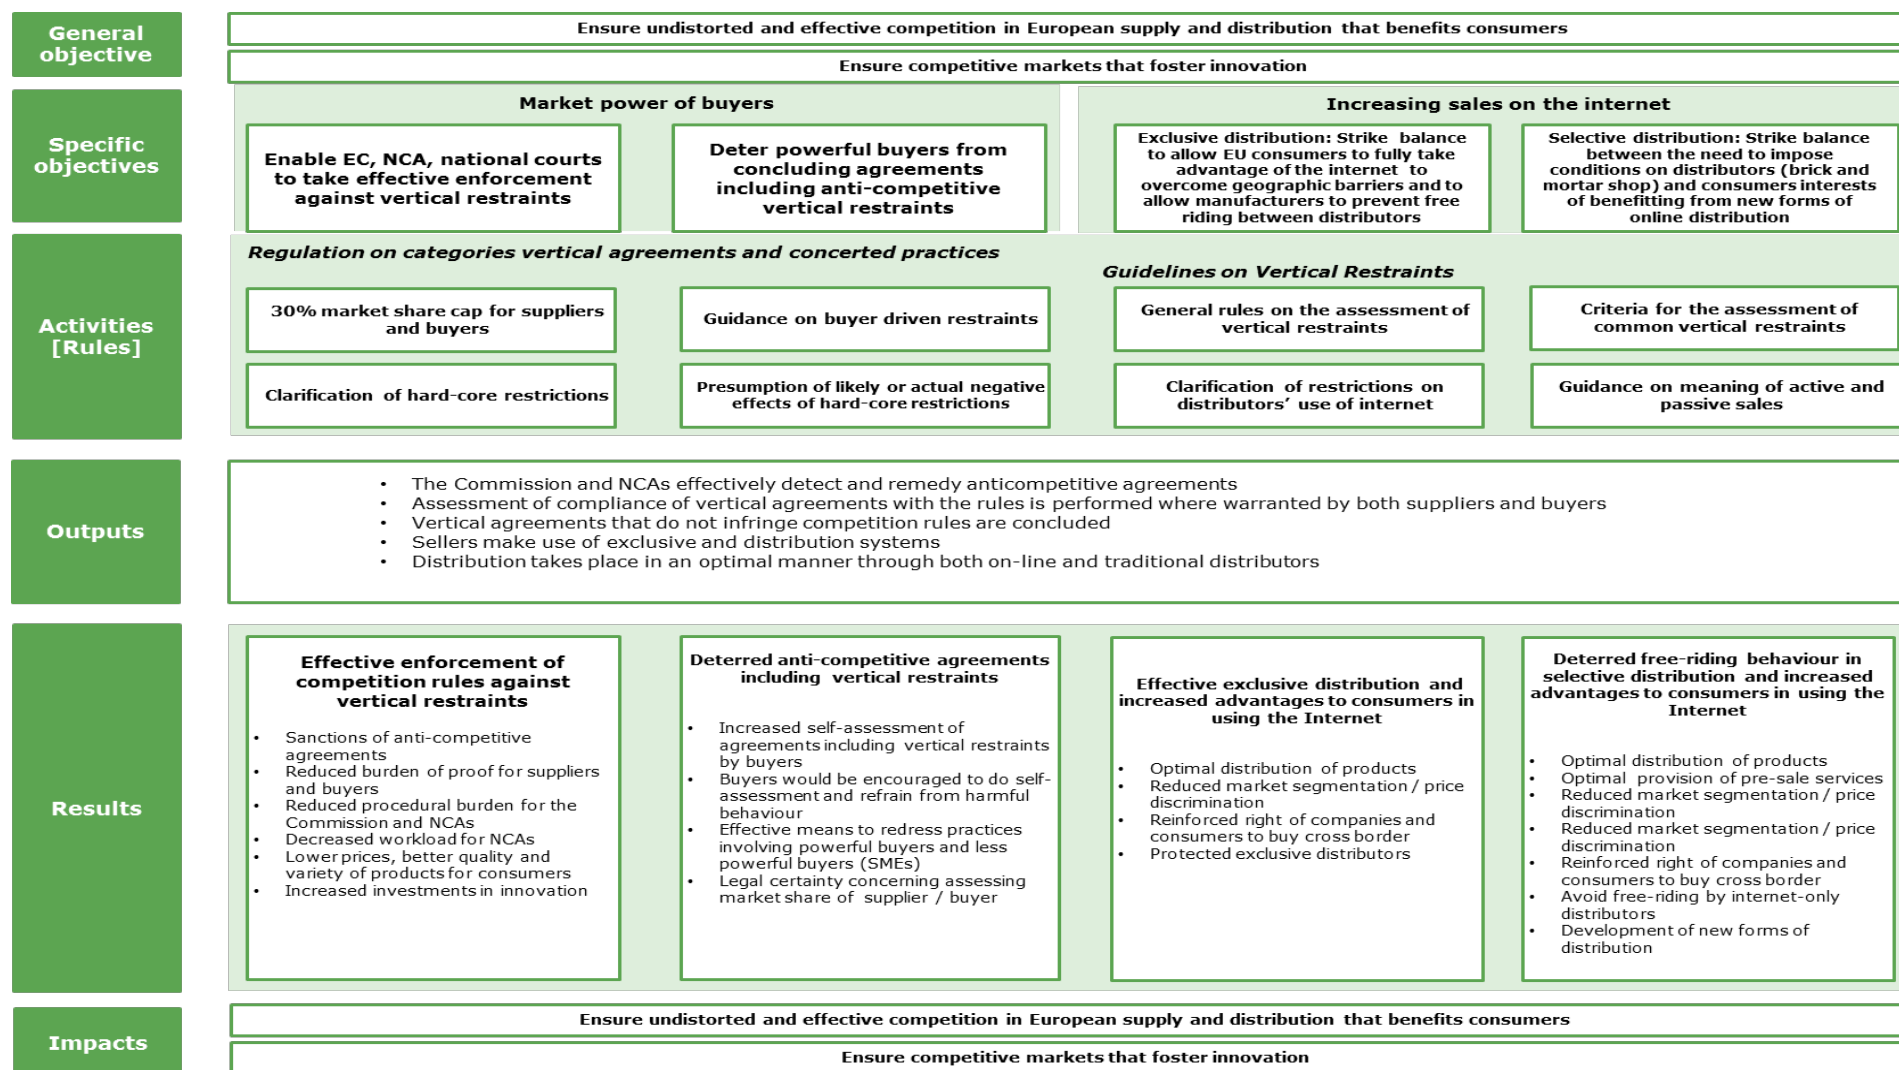 General
objective
Ensure undistorted and effective competition in European supply and distribution that benefits consumers
Ensure competitive markets that foster innovation
Specific
objectives
Market power of buyers
Enable EC, NCA, national courts
to take effective enforcement
against vertical restraints
Deter powerful buyers from
concluding agreements
including anti-competitive
vertical restraints
Increasing sales on the internet
Exclusive distribution: Strike balance
to allow EU consumers to fully take
advantage of the internet to
overcome geographic barriers and to
allow manufacturers to prevent free
riding between distributors
Selective distribution: Strike balance
between the need to impose
conditions on distributors (brick and
mortar shop) and consumers interests
of benefitting from new forms of
online distribution
Activities
[Rules]
Regulation on categories vertical agreements and concerted practices
Guidelines on Vertical Restraints
30% market share cap for suppliers
and buyers
Guidance on buyer driven restraints
General rules on the assessment of
vertical restraints
Criteria for the assessment of
common vertical restraints
Clarification of hard-core restrictions
Presumption of likely or actual negative
effects of hard-core restrictions
Clarification of restrictions on
distributors’ use of internet
Guidance on meaning of active and
passive sales
Outputs
• The Commission and NCAs effectively detect and remedy anticompetitive agreements
• Assessment of compliance of vertical agreements with the rules is performed where warranted by both suppliers and buyers
• Vertical agreements that do not infringe competition rules are concluded
• Sellers make use of exclusive and distribution systems
• Distribution takes place in an optimal manner through both on-line and traditional distributors
Results
Effective enforcement of
competition rules against
vertical restraints
• Sanctions of anti-competitive
agreements
• Reduced burden of proof for suppliers
and buyers
• Reduced procedural burden for the
Commission and NCAs
• Decreased workload for NCAs
• Lower prices, better quality and
variety of products for consumers
• Increased investments in innovation
Deterred anti-competitive agreements
including vertical restraints
• Increased self-assessment of
agreements including vertical restraints
by buyers
• Buyers would be encouraged to do self-
assessment and refrain from harmful
behaviour
• Effective means to redress practices
involving powerful buyers and less
powerful buyers (SMEs)
• Legal certainty concerning assessing
market share of supplier / buyer
Effective exclusive distribution and
increased advantages to consumers in
using the Internet
• Optimal distribution of products
• Reduced market segmentation / price
discrimination
• Reinforced right of companies and
consumers to buy cross border
• Protected exclusive distributors
Deterred free-riding behaviour in
selective distribution and increased
advantages to consumers in using the
Internet
• Optimal distribution of products
• Optimal provision of pre-sale services
• Reduced market segmentation / price
discrimination
• Reduced market segmentation / price
discrimination
• Reinforced right of companies and
consumers to buy cross border
• Avoid free-riding by internet-only
distributors
• Development of new forms of
distribution
Impacts
Ensure undistorted and effective competition in European supply and distribution that benefits consumers
Ensure competitive markets that foster innovation